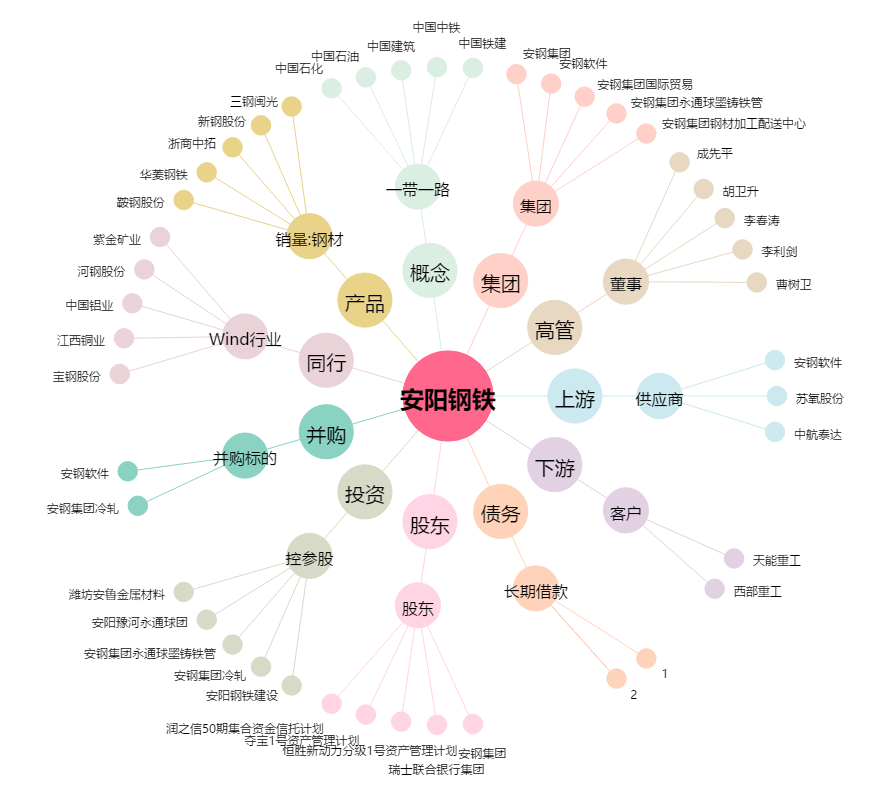 安阳钢铁
概念
一带一路
中国石化
中国石油
中国建筑
中国中铁
中国铁建
集团
集团
安钢集团
安钢软件
安钢集团国际贸易
安钢集团永通球墨铸铁管
安钢集团钢材加工配送中心
高管
董事
成先平
胡卫升
李春涛
李利剑
曹树卫
上游
供应商
安钢软件
苏氧股份
中航泰达
下游
客户
天能重工
西部重工
债务
长期借款
1
2
股东
股东
安钢集团
瑞士联合银行集团
恒胜新动力分级1号资产管理计划
夺宝1号资产管理计划
润之信50期集合资金信托计划
投资
控参股
安阳钢铁建设
安钢集团冷轧
安钢集团永通球墨铸铁管
安阳豫河永通球团
潍坊安鲁金属材料
并购
并购标的
安钢集团冷轧
安钢软件
同行
Wind行业
宝钢股份
江西铜业
中国铝业
河钢股份
紫金矿业
产品
销量:钢材
鞍钢股份
华菱钢铁
浙商中拓
新钢股份
三钢闽光